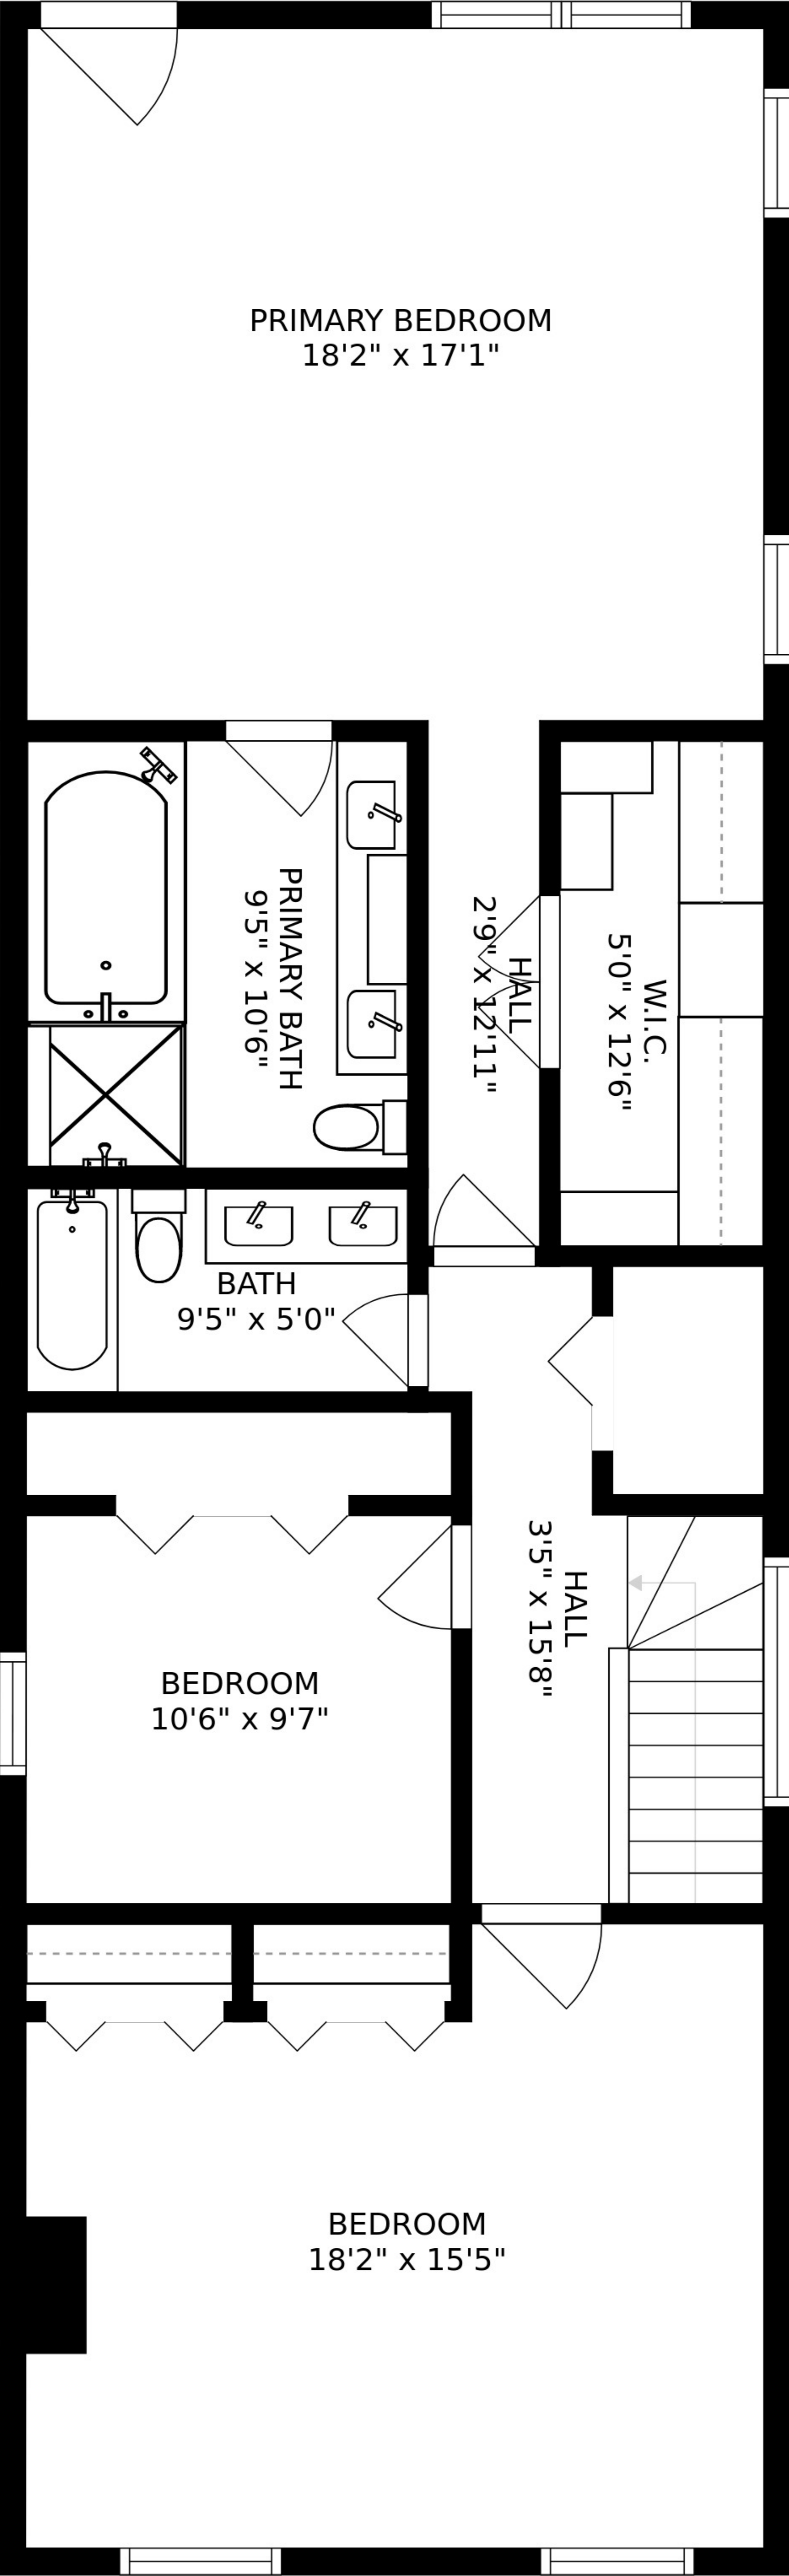 PRIMARY BEDROOM
18'2" x 17'1"
PRIMARY BATH
9'5" x 10'6"
HALL
2'9" x 12'11"
W.I.C.
5'0" x 12'6"
BATH
9'5" x 5'0"
HALL
3'5" x 15'8"
BEDROOM
10'6" x 9'7"
BEDROOM
18'2" x 15'5"